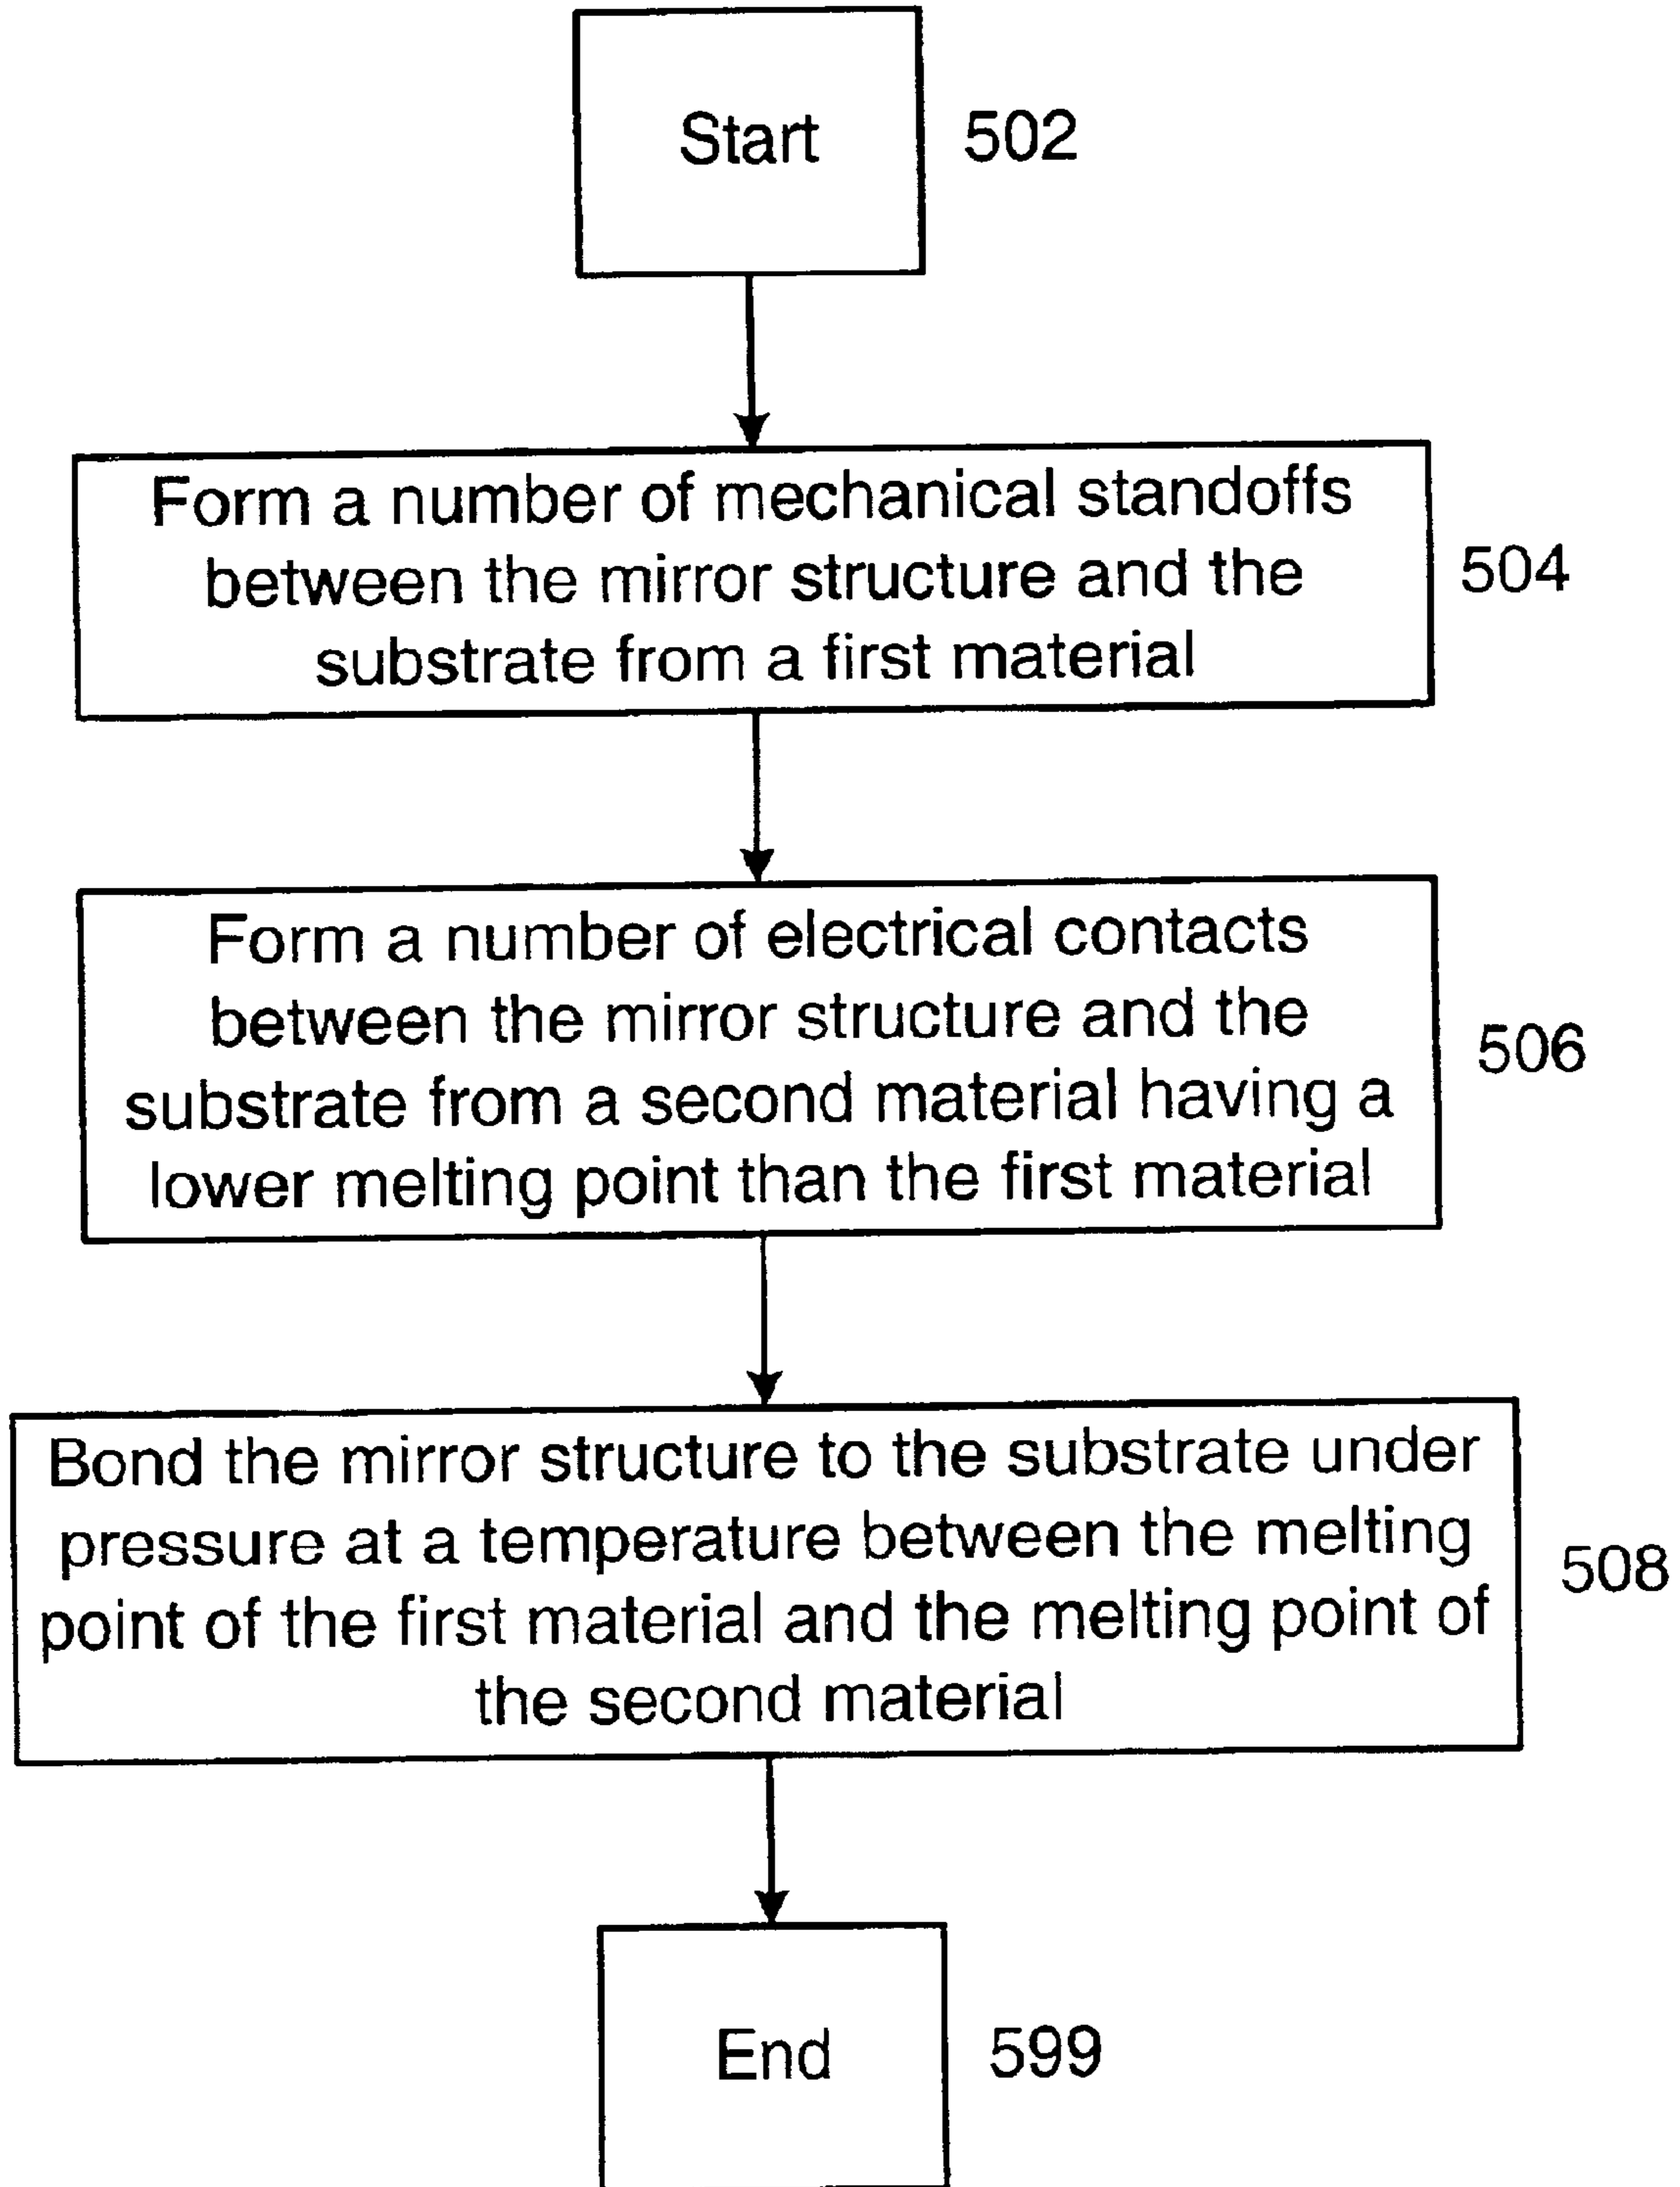 Start
502
Form a number of mechanical standoffs
between the mirror structure and the
substrate from a first material
504
Form a number of electrical contacts
between the mirror structure and the
substrate from a second material having a
lower melting point than the first material
506
Bond the mirror structure to the substrate under
pressure at a temperature between the melting
point of the first material and the melting point of
the second material
508
End
599